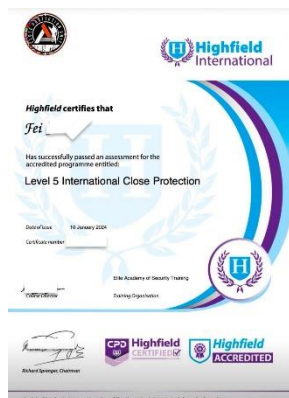 Highfield
International
Highfield certifies that
Fei
Has successfully passed an assessment for the
accredited programme entitled:
Level 5 International Close Protection
Date of issue 16 January 2024
Certificate number
Elite Academy of Security Training
Training Organisation
Richard Sprenger, Chairman
CPD Highfield
CERTIFIED
Highfield
ACCREDITED